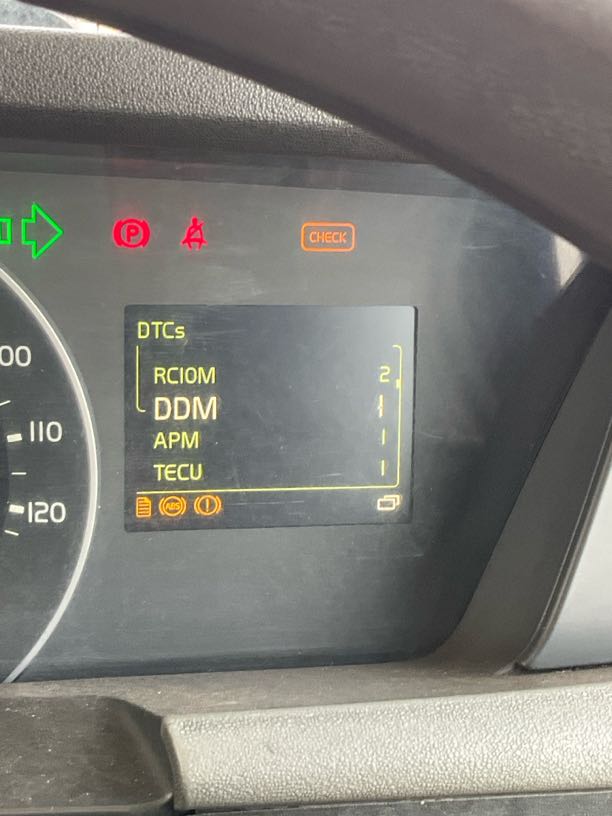 P
CHECK
DTCs
00
RCIOM 2
DDM 1
110
APM 1
TECU 1
120
ABS
!